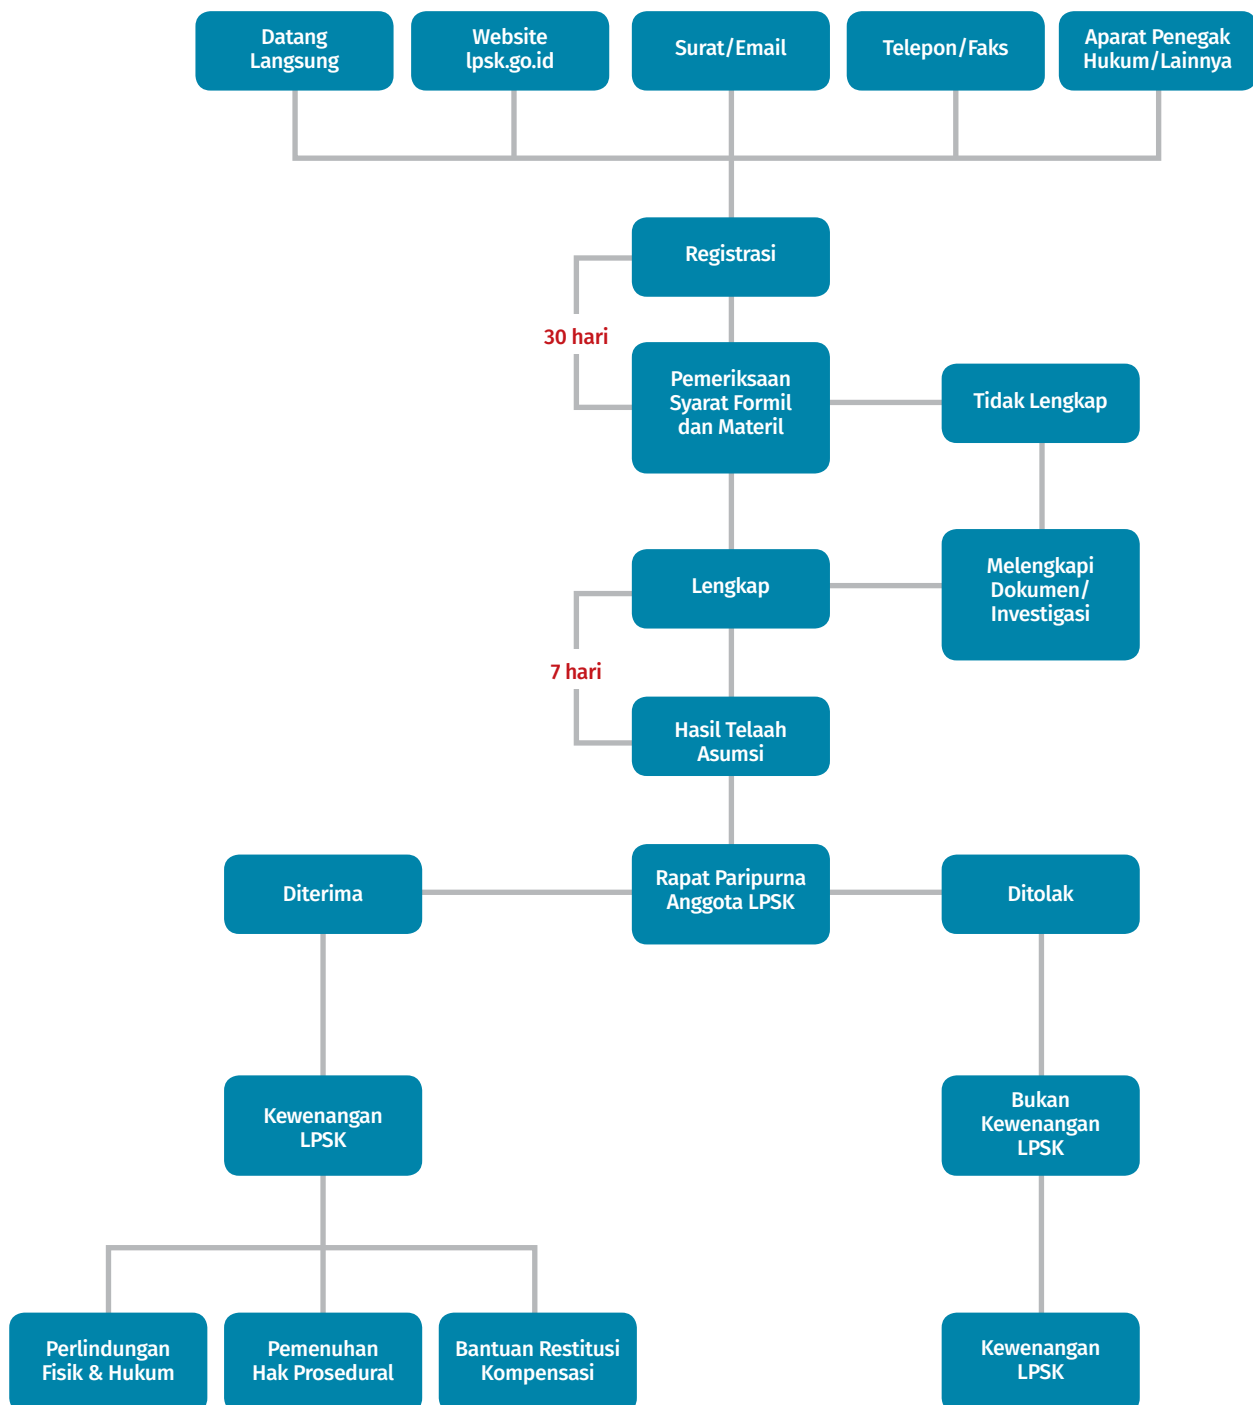 Datang
Langsung
Website
lpsk.go.id
Surat/Email
Telepon/Faks
Aparat Penegak
Hukum/Lainnya
Registrasi
30 hari
Pemeriksaan
Syarat Formil
dan Materil
Tidak Lengkap
Lengkap
Melengkapi
Dokumen/
Investigasi
7 hari
Hasil Telaah
Asumsi
Diterima
Rapat Paripurna
Anggota LPSK
Ditolak
Kewenangan
LPSK
Bukan
Kewenangan
LPSK
Perlindungan
Fisik & Hukum
Pemenuhan
Hak Prosedural
Bantuan Restitusi
Kompensasi
Kewenangan
LPSK